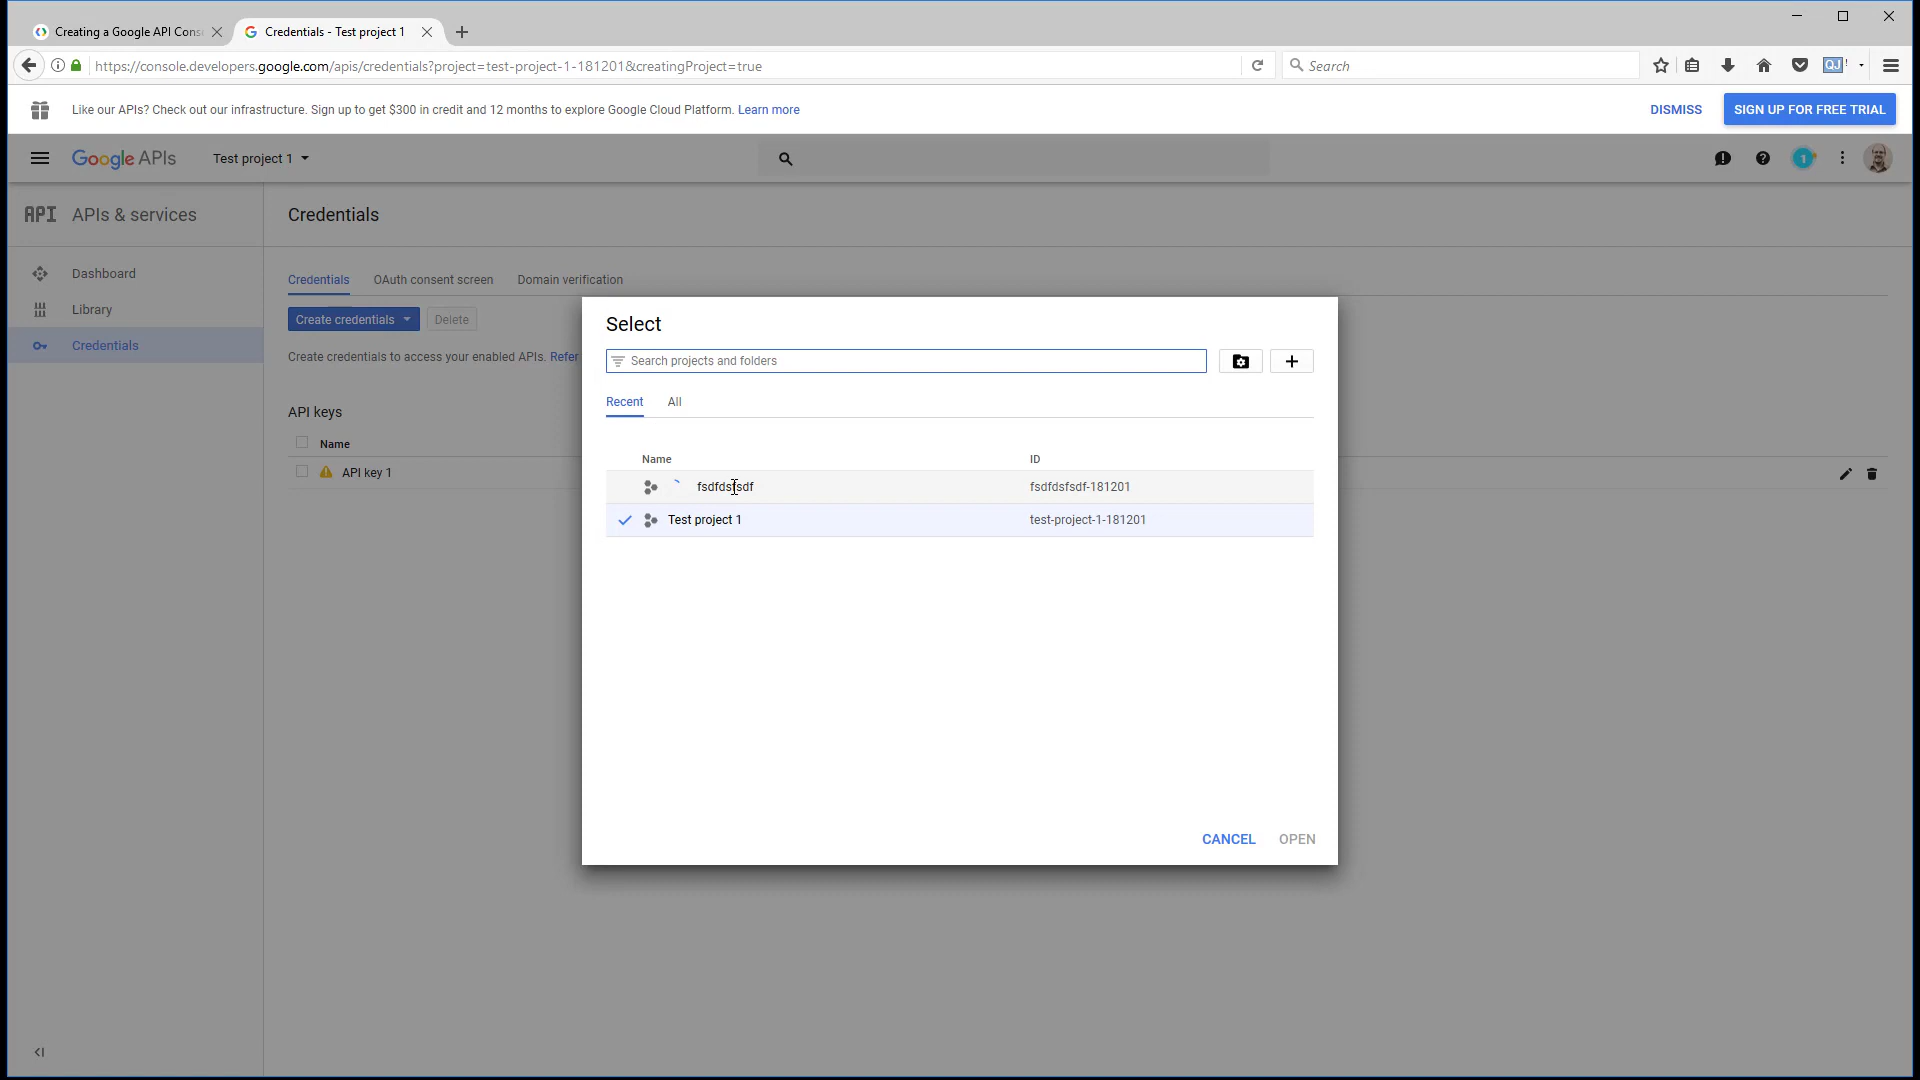 Creating a Google API Cons
Credentials - Test project 1
https://console.developers.google.com/apis/credentials?project=test-project-1-181201&creatingProject=true
Search
QJ !
Like our APIs? Check out our infrastructure. Sign up to get $300 in credit and 12 months to explore Google Cloud Platform. Learn more
DISMISS
SIGN UP FOR FREE TRIAL
Google APIs
Test project 1
1
API APIs & services
Credentials
Dashboard
Library
Credentials
Credentials
OAuth consent screen
Domain verification
Create credentials
Delete
Create credentials to access your enabled APIs. Refer
API keys
Name
API key 1
Select
Search projects and folders
Recent
All
Name
ID
fsdfdsfsdf
fsdfdsfsdf-181201
Test project 1
test-project-1-181201
CANCEL
OPEN